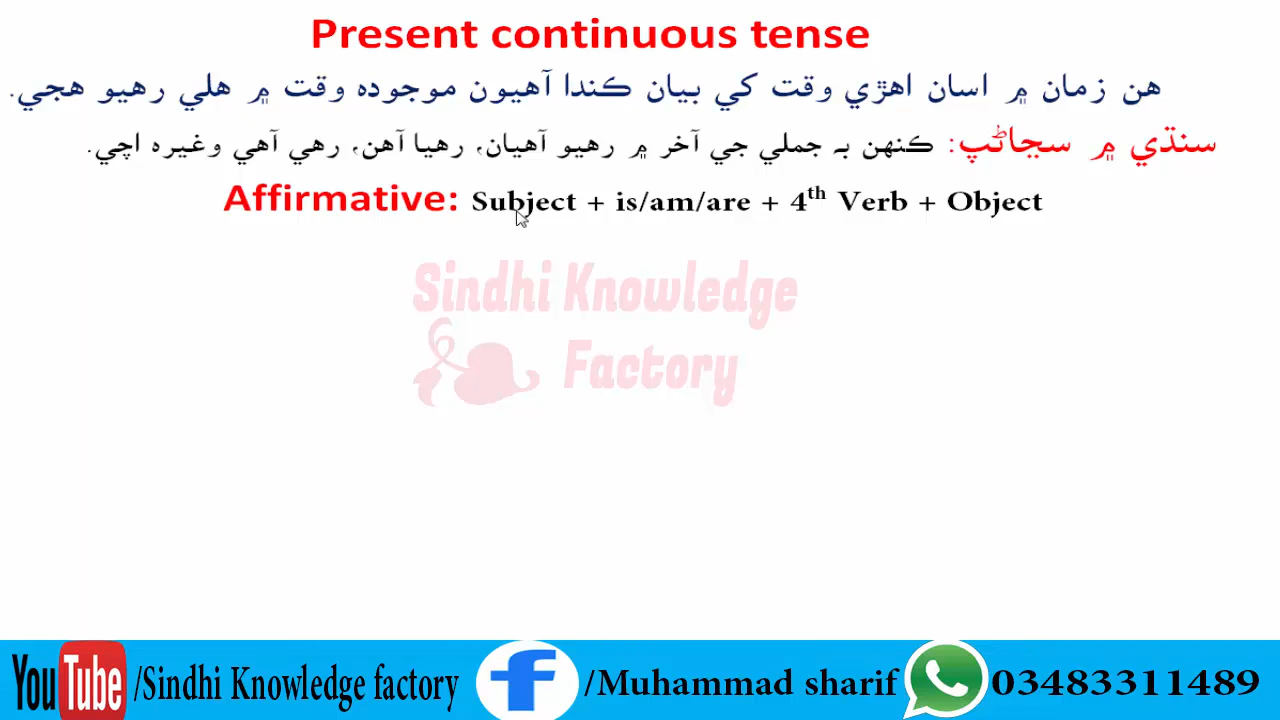 Present continuous tense
هن زمان ۾ اسان اهڙي وقت کي بيان ڪندا آهيون موجوده وقت ۾ هلي رهيو هجي.
سنڌي ۾ سڃاڻپ: ڪنهن به جملي جي آخر ۾ رهيو آهيان، رهيا آهن، رهي آهي وغيره اچي.
Affirmative: Subject + is/am/are + 4th Verb + Object
Sindhi Knowledge
Factory
YouTube /Sindhi Knowledge factory f /Muhammad sharif 03483311489